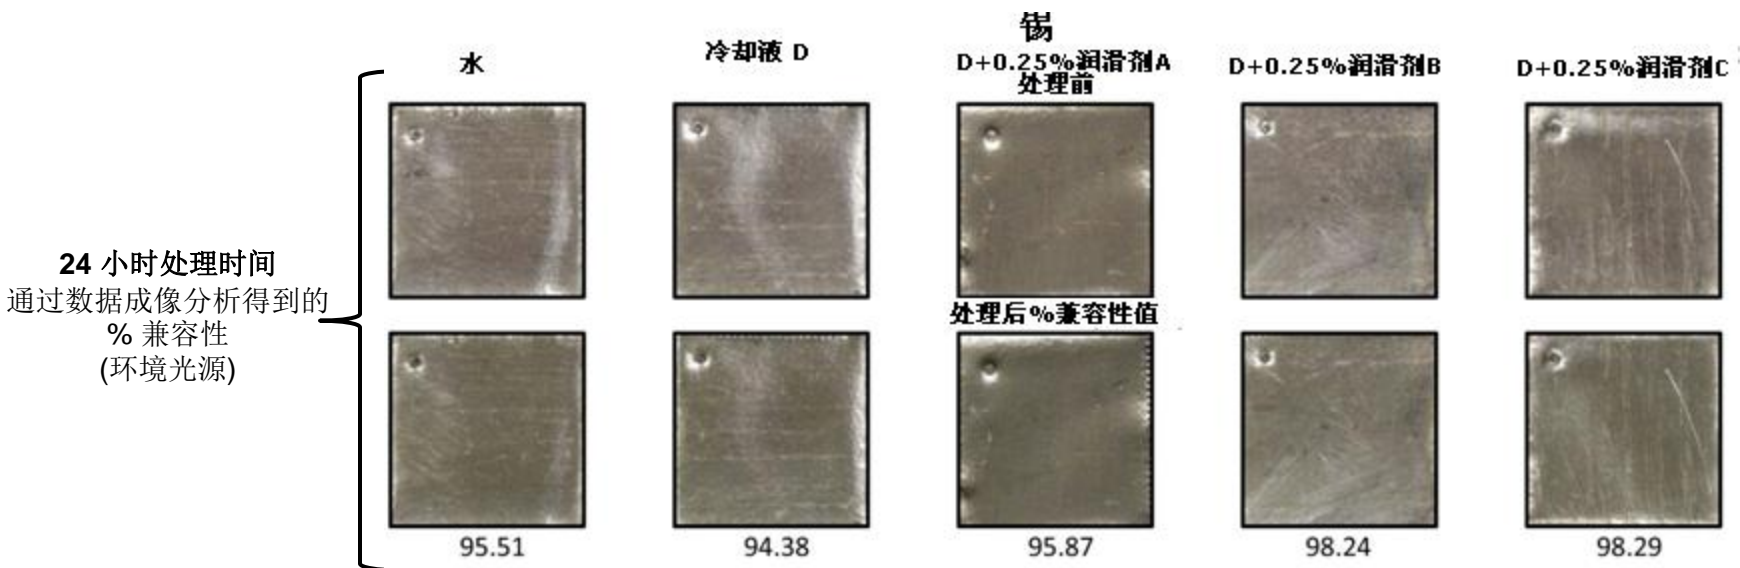 锡
水
冷却液 D
D+0.25%润滑剂A
处理前
D+0.25%润滑剂B
D+0.25%润滑剂C
24 小时处理时间
通过数据成像分析得到的
% 兼容性
(环境光源)
处理后%兼容性值
95.51
94.38
95.87
98.24
98.29